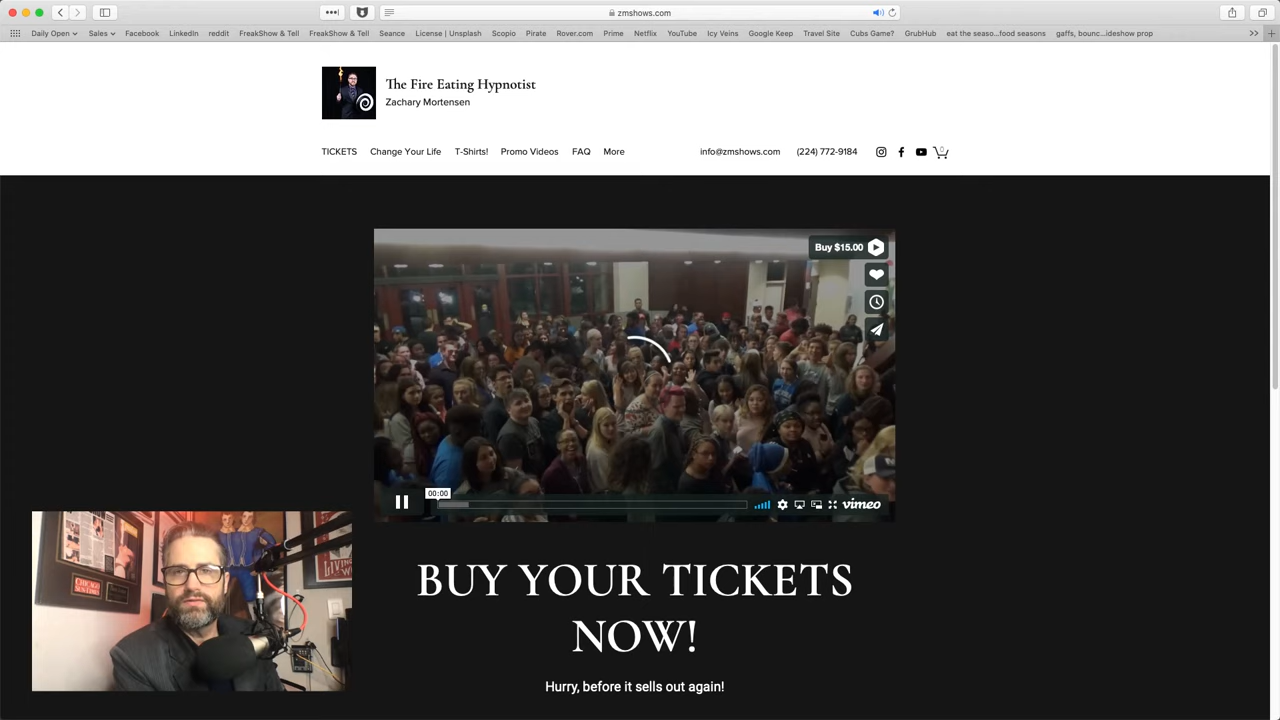 zmshows.com
Daily Open Sales Facebook LinkedIn reddit FreakShow & Tell FreakShow & Tell Seance License | Unsplash Scopio Pirate Rover.com Prime Netflix YouTube Icy Veins Google Keep Travel Site Cubs Game? GrubHub eat the seaso...food seasons gaffs, bounc...ideshow prop
The Fire Eating Hypnotist
Zachary Mortensen
TICKETS Change Your Life T-Shirts! Promo Videos FAQ More info@zmshows.com (224) 772-9184 0
Buy $15.00
00:00
vimeo
CHICAGO
SUN-TIMES
BUY YOUR TICKETS
NOW!
Hurry, before it sells out again!